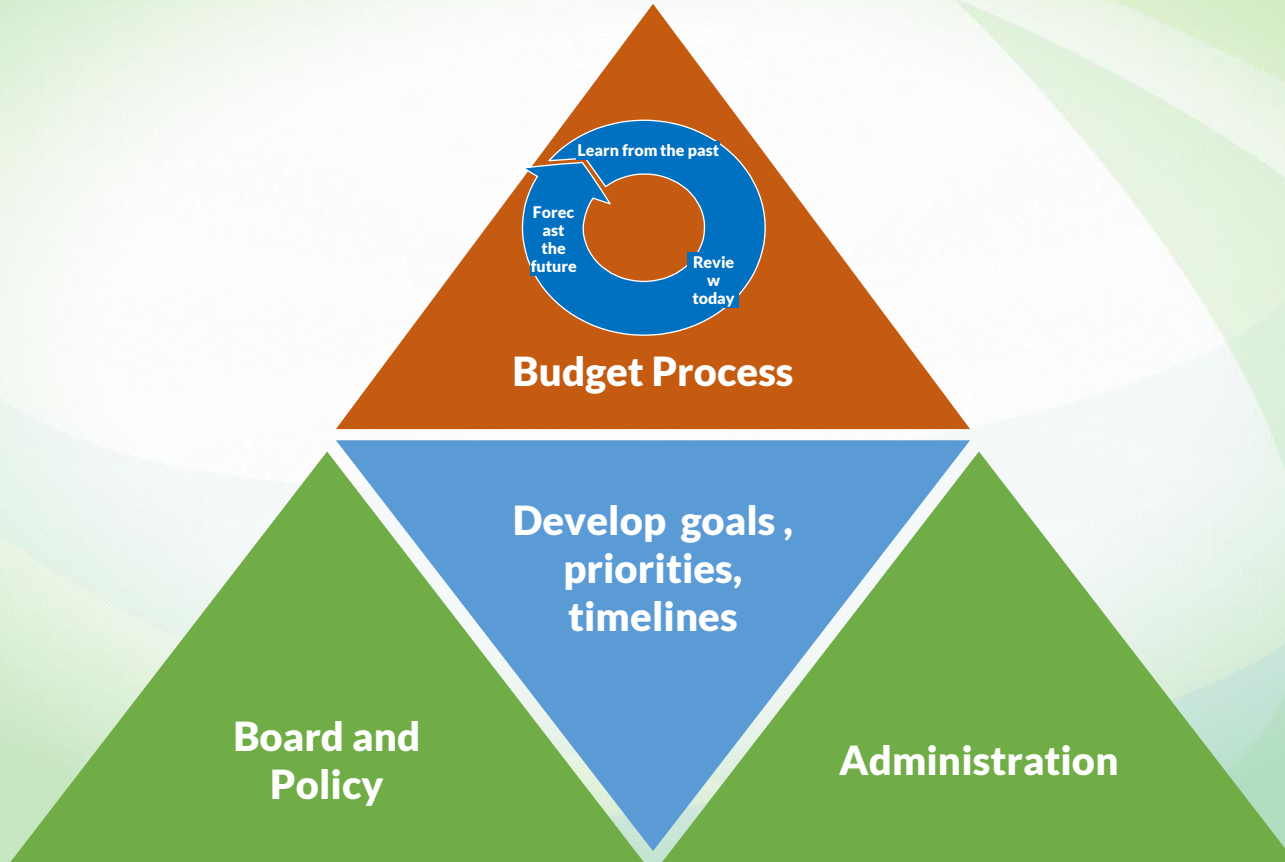 Learn from the past
Forec
ast
the
future
Revie
w
today
Budget Process
Develop goals ,
priorities,
timelines
Board and
Policy
Administration